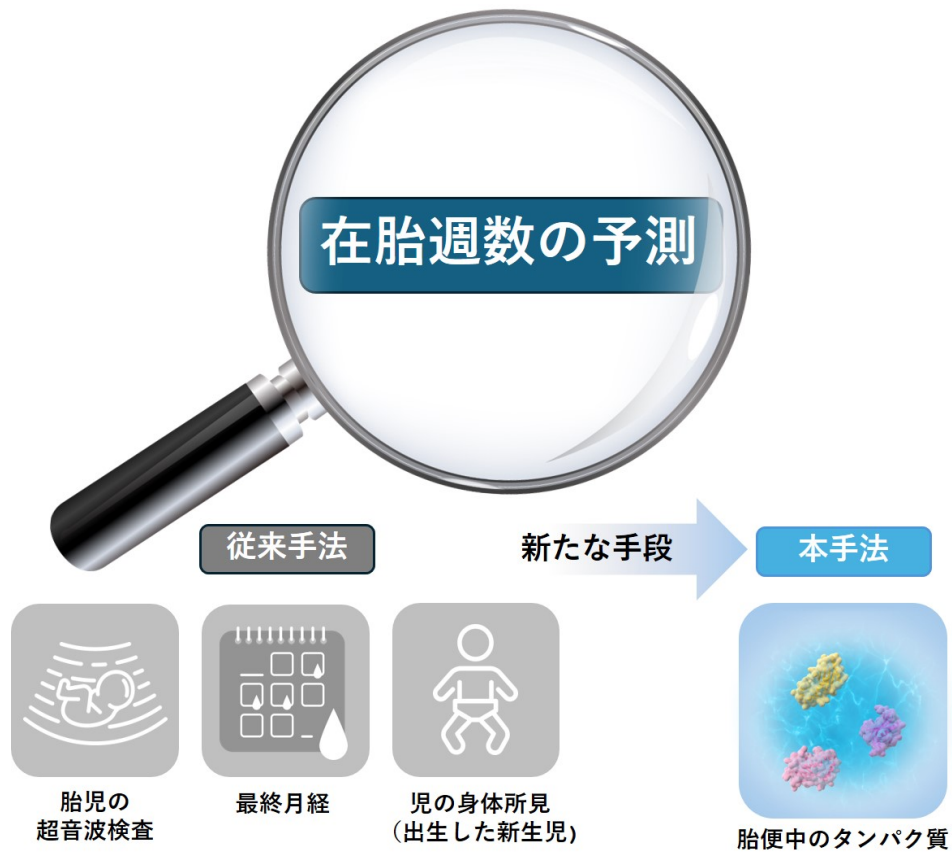 在胎週数の予測
従来手法
新たな手段
本手法
胎児の
超音波検査
最終月経
児の身体所見
（出生した新生児)
胎便中のタンパク質